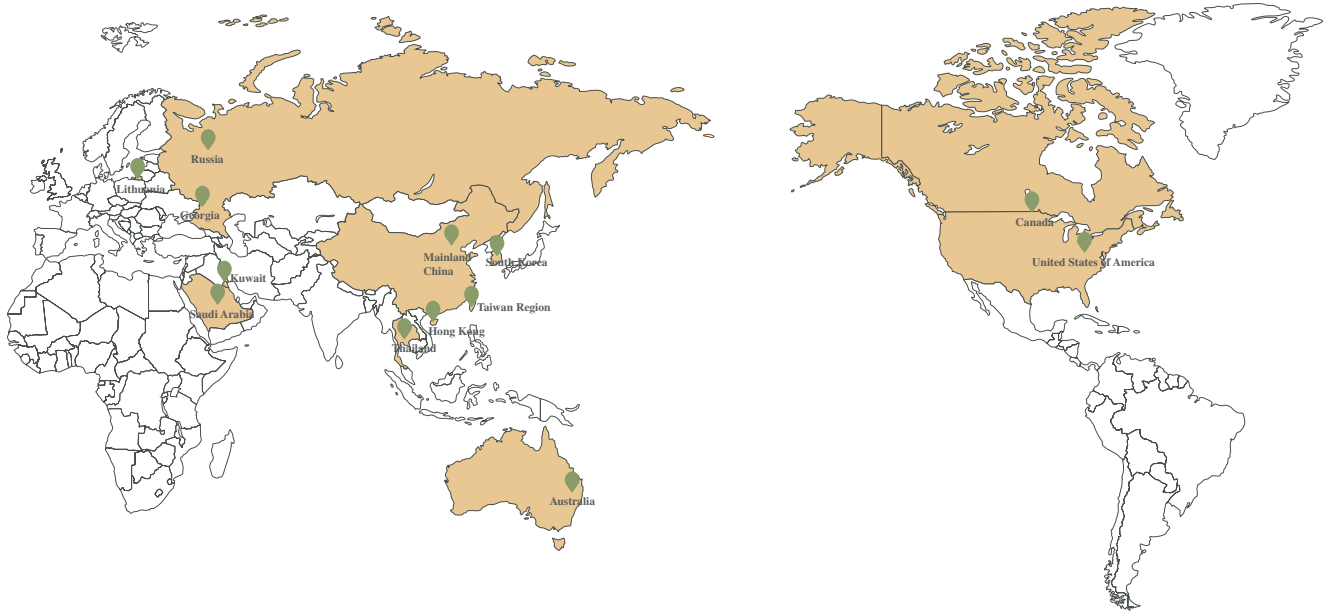 Russia
Lithuania
Georgia
Canada
Mainland
China
South Korea
United States of America
Kuwait
Saudi Arabia
Taiwan Region
Hong Kong
Thailand
Australia